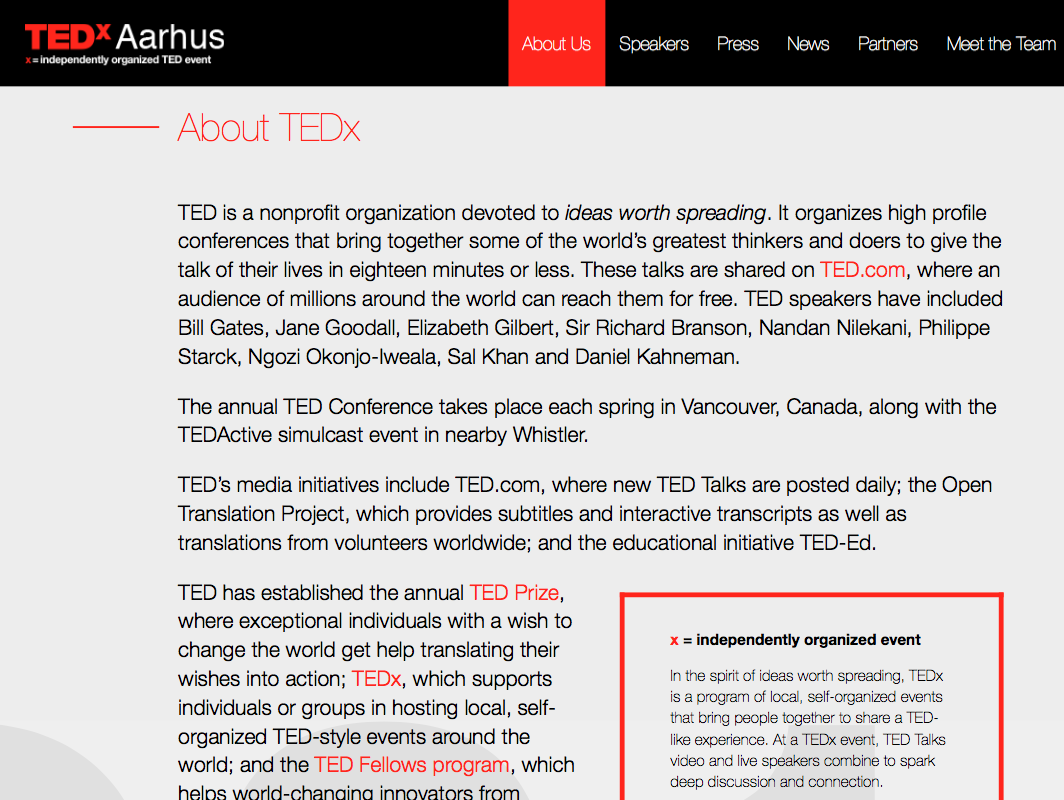 TEDx Aarhus
x = independently organized TED event
About Us
Speakers
Press
News
Partners
Meet the Team
About TEDx
TED is a nonprofit organization devoted to ideas worth spreading. It organizes high profile
conferences that bring together some of the world's greatest thinkers and doers to give the
talk of their lives in eighteen minutes or less. These talks are shared on TED.com, where an
audience of millions around the world can reach them for free. TED speakers have included
Bill Gates, Jane Goodall, Elizabeth Gilbert, Sir Richard Branson, Nandan Nilekani, Philippe
Starck, Ngozi Okonjo-Iweala, Sal Khan and Daniel Kahneman.
The annual TED Conference takes place each spring in Vancouver, Canada, along with the
TEDActive simulcast event in nearby Whistler.
TED's media initiatives include TED.com, where new TED Talks are posted daily; the Open
Translation Project, which provides subtitles and interactive transcripts as well as
translations from volunteers worldwide; and the educational initiative TED-Ed.
TED has established the annual TED Prize,
where exceptional individuals with a wish to
change the world get help translating their
wishes into action; TEDx, which supports
individuals or groups in hosting local, self-
organized TED-style events around the
world; and the TED Fellows program, which
helps world-changing innovators from
x = independently organized event
In the spirit of ideas worth spreading, TEDx
is a program of local, self-organized events
that bring people together to share a TED-
like experience. At a TEDx event, TED Talks
video and live speakers combine to spark
deep discussion and connection.